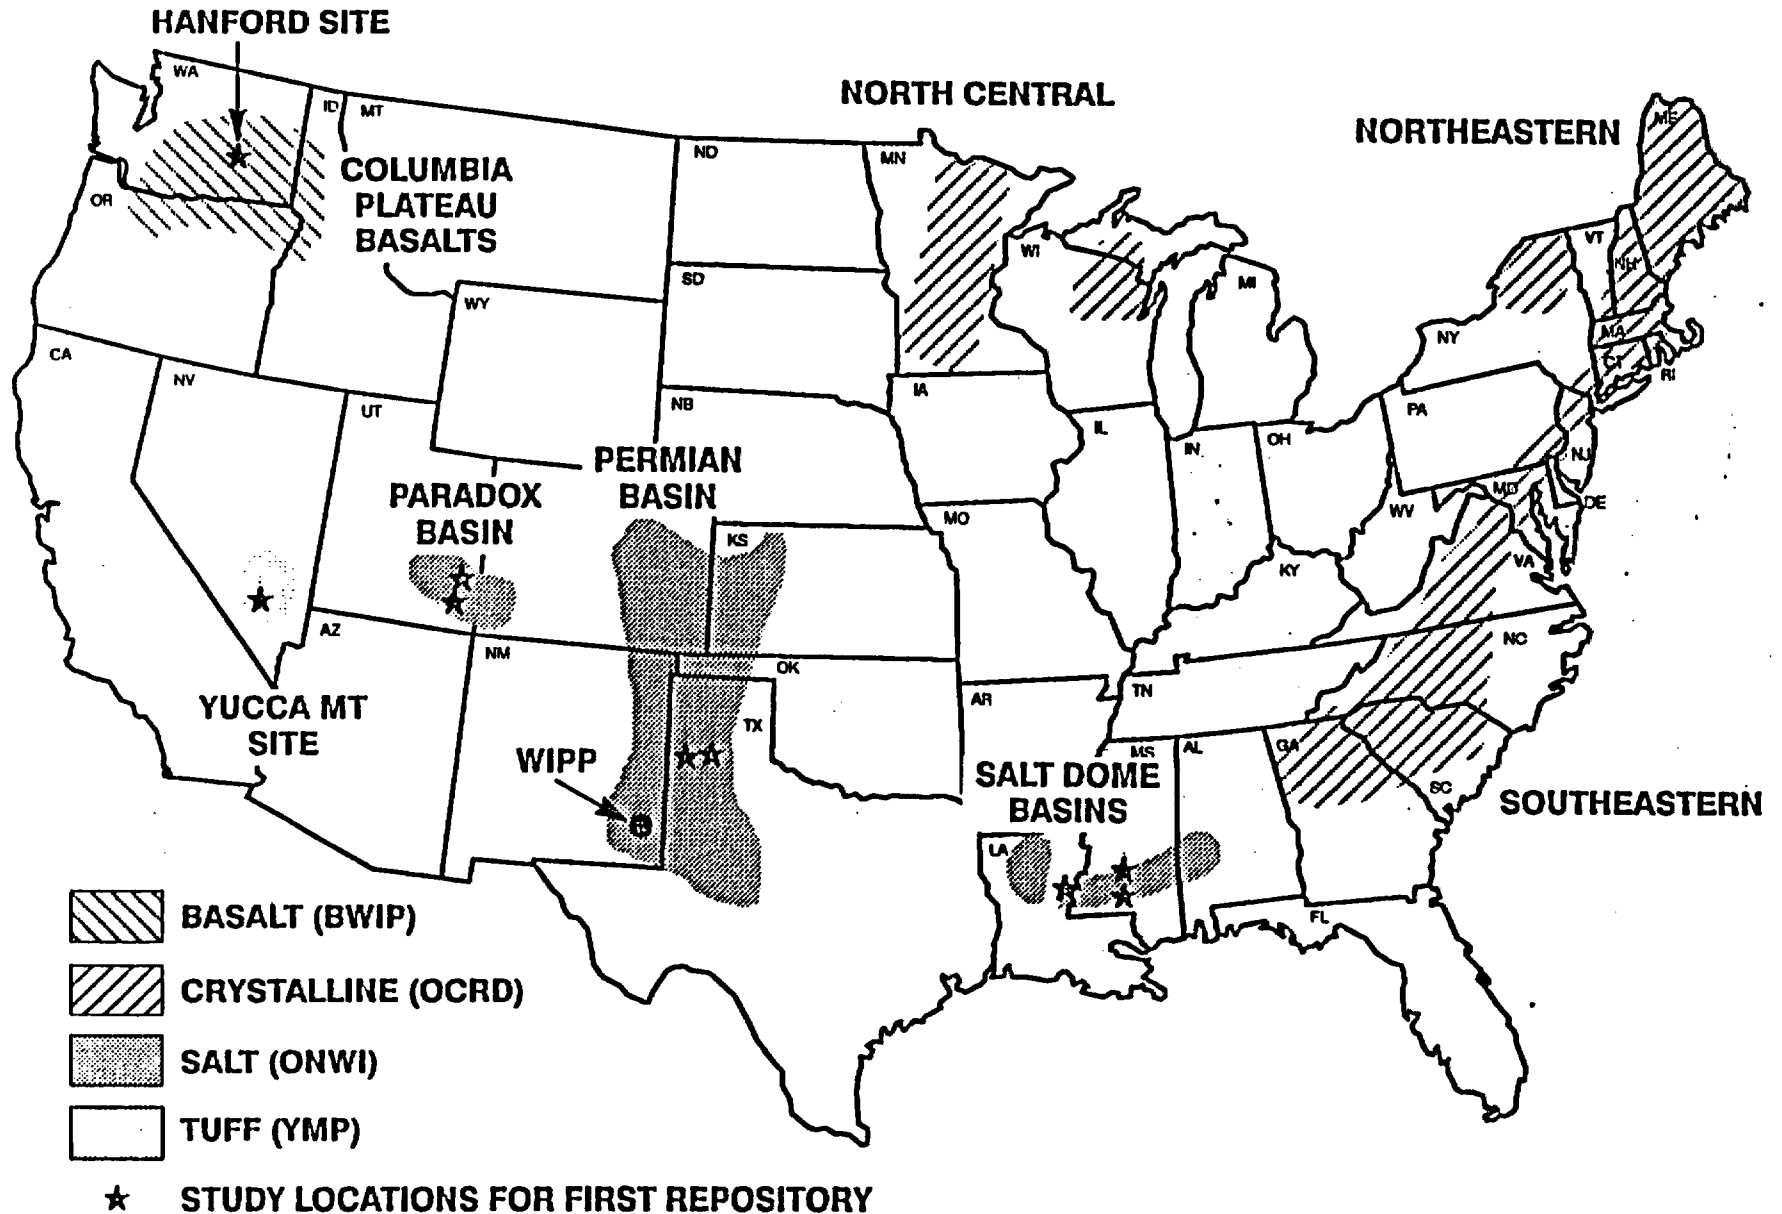 HANFORD SITE
WA
ID
MT
NORTH CENTRAL
NORTHEASTERN
ME
ND
MN
COLUMBIA
PLATEAU
BASALTS
OR
VT
NH
WI
SD
MI
WY
MA
NY
CT
RI
CA
NV
UT
NB
IA
PA
IL
IN
OH
NJ
PERMIAN
BASIN
PARADOX
BASIN
MD
DE
WV
MO
KS
VA
KY
AZ
NM
NC
OK
TN
AR
YUCCA MT
SITE
TX
WIPP
MS
AL
GA
SALT DOME
BASINS
SC
SOUTHEASTERN
LA
FL
BASALT (BWIP)
CRYSTALLINE (OCRD)
SALT (ONWI)
TUFF (YMP)
STUDY LOCATIONS FOR FIRST REPOSITORY